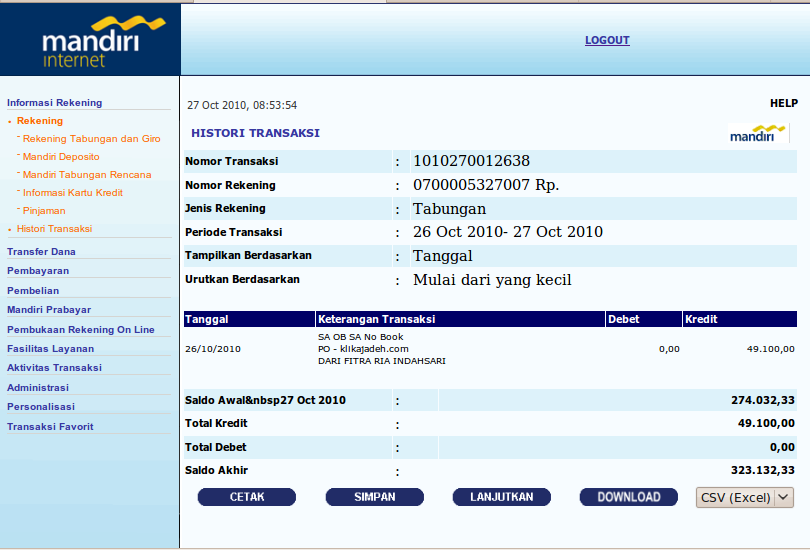 mandiri
internet
LOGOUT
Informasi Rekening
Rekening
Rekening Tabungan dan Giro
Mandiri Deposito
Mandiri Tabungan Rencana
Informasi Kartu Kredit
Pinjaman
Histori Transaksi
Transfer Dana
Pembayaran
Pembelian
Mandiri Prabayar
Pembukaan Rekening On Line
Fasilitas Layanan
Aktivitas Transaksi
Administrasi
Personalisasi
Transaksi Favorit
27 Oct 2010, 08:53:54
HELP
HISTORI TRANSAKSI
mandiri
Nomor Transaksi : 1010270012638
Nomor Rekening : 0700005327007 Rp.
Jenis Rekening : Tabungan
Periode Transaksi : 26 Oct 2010- 27 Oct 2010
Tampilkan Berdasarkan : Tanggal
Urutkan Berdasarkan : Mulai dari yang kecil
Tanggal Keterangan Transaksi Debet Kredit
SA OB SA No Book
26/10/2010 PO - klikajadeh.com 0,00 49.100,00
DARI FITRA RIA INDAHSARI
Saldo Awal&nbsp27 Oct 2010 : 274.032,33
Total Kredit : 49.100,00
Total Debet : 0,00
Saldo Akhir : 323.132,33
CETAK SIMPAN LANJUTKAN DOWNLOAD CSV (Excel)